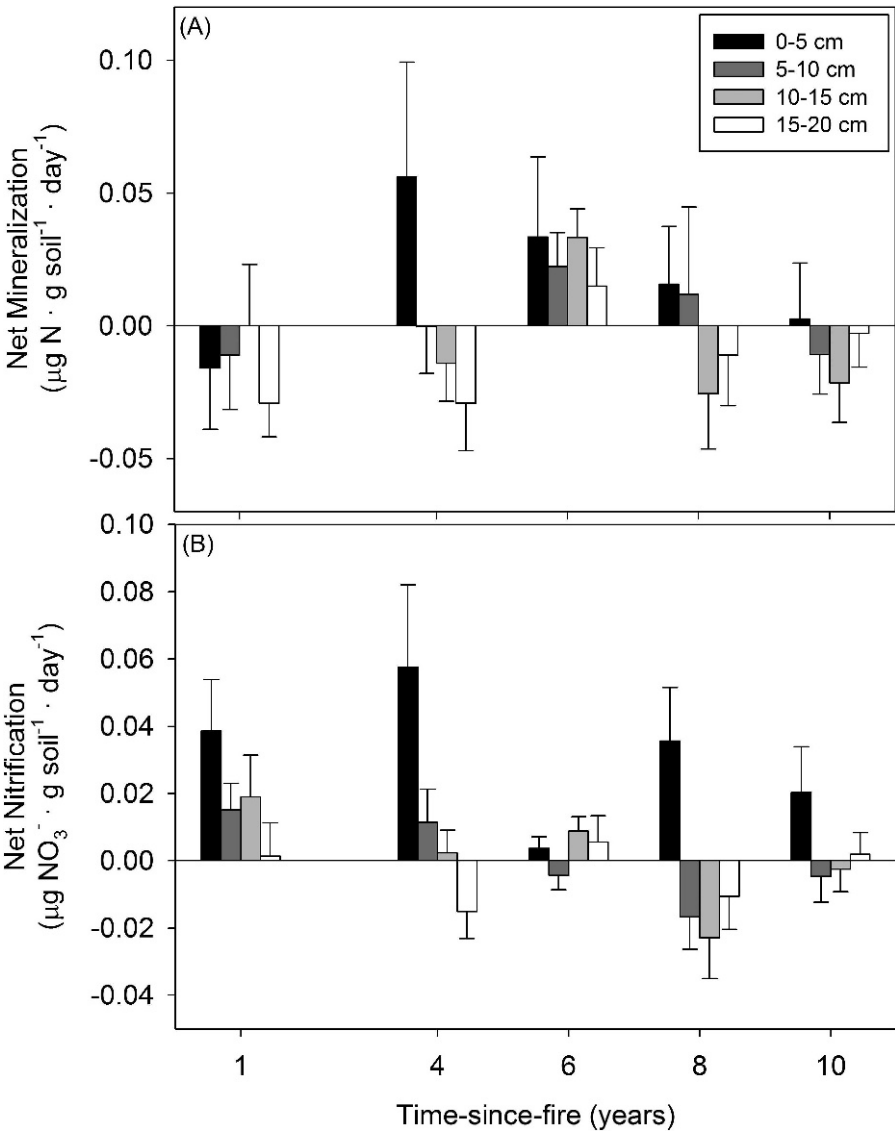 (A)
0-5 cm
5-10 cm
10-15 cm
15-20 cm
Net Mineralization
(µg N · g soil⁻¹ · day⁻¹)
0.10
0.05
0.00
-0.05
(B)
Net Nitrification
(µg NO₃⁻ · g soil⁻¹ · day⁻¹)
0.10
0.08
0.06
0.04
0.02
0.00
-0.02
-0.04
1 4 6 8 10
Time-since-fire (years)